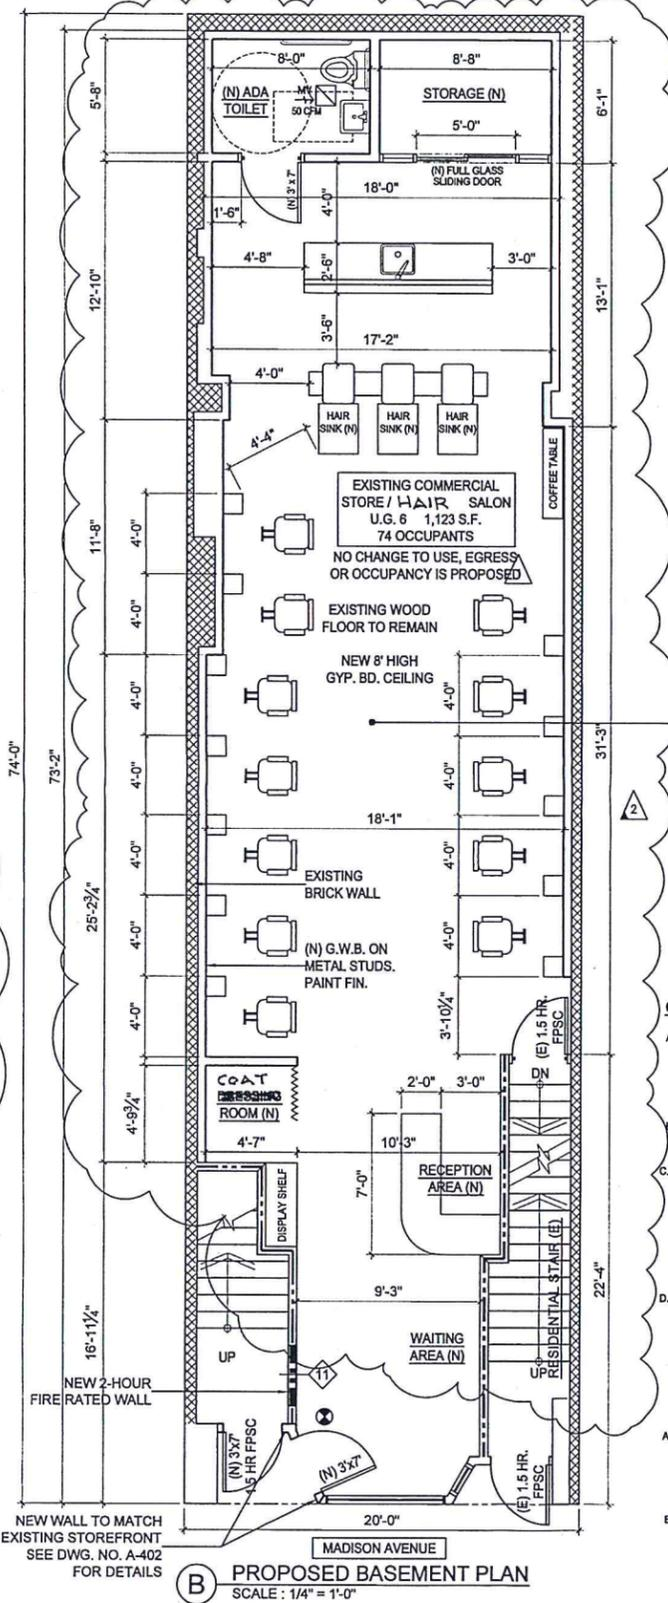 8'-0"
8'-8"
5'-8"
(N) ADA
TOILET
MV
50 CFM
STORAGE (N)
6'-1"
5'-0"
(N) FULL GLASS
SLIDING DOOR
(N) 3'x7'
18'-0"
1'-6"
4'-0"
4'-8"
2'-6"
3'-0"
12'-10"
13'-1"
3'-6"
17'-2"
4'-0"
HAIR
SINK (N)
HAIR
SINK (N)
HAIR
SINK (N)
4'-4"
COFFEE TABLE
EXISTING COMMERCIAL
STORE / HAIR SALON
U.G. 6 1,123 S.F.
74 OCCUPANTS
NO CHANGE TO USE, EGRESS
OR OCCUPANCY IS PROPOSED
11'-8"
4'-0"
4'-0"
EXISTING WOOD
FLOOR TO REMAIN
NEW 8' HIGH
GYP. BD. CEILING
4'-0"
4'-0"
74'-0"
73'-2"
31'-3"
4'-0"
4'-0"
2
18'-1"
4'-0"
4'-0"
EXISTING
BRICK WALL
25'-2¾"
4'-0"
4'-0"
(N) G.W.B. ON
METAL STUDS.
PAINT FIN.
4'-0"
3'-10¼"
(E) 1.5 HR.
FPSC
DN
COAT
ROOM (N)
4'-9¾"
2'-0"
3'-0"
4'-7"
10'-3"
7'-0"
RECEPTION
AREA (N)
DISPLAY SHELF
RESIDENTIAL STAIR (E)
22'-4"
9'-3"
16'-11¼"
UP
WAITING
AREA (N)
UP
NEW 2-HOUR
FIRE RATED WALL
11
(N) 3'x7'
.5 HR FPSC
(N) 3'x7'
(E) 1.5 HR.
FPSC
C.
D.
A
NEW WALL TO MATCH
EXISTING STOREFRONT
SEE DWG. NO. A-402
FOR DETAILS
20'-0"
MADISON AVENUE
B PROPOSED BASEMENT PLAN
SCALE : 1/4" = 1'-0"